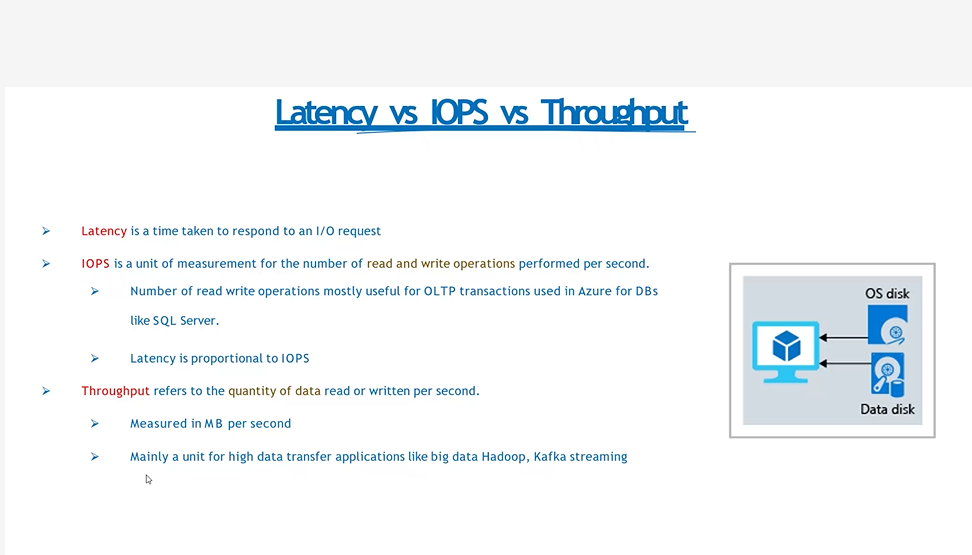 Latency vs IOPS vs Throughput
Latency is a time taken to respond to an I/O request
IOPS is a unit of measurement for the number of read and write operations performed per second.
Number of read write operations mostly useful for OLTP transactions used in Azure for DBs
like SQL Server.
Latency is proportional to IOPS
Throughput refers to the quantity of data read or written per second.
Measured in MB per second
Mainly a unit for high data transfer applications like big data Hadoop, Kafka streaming
OS disk
Data disk